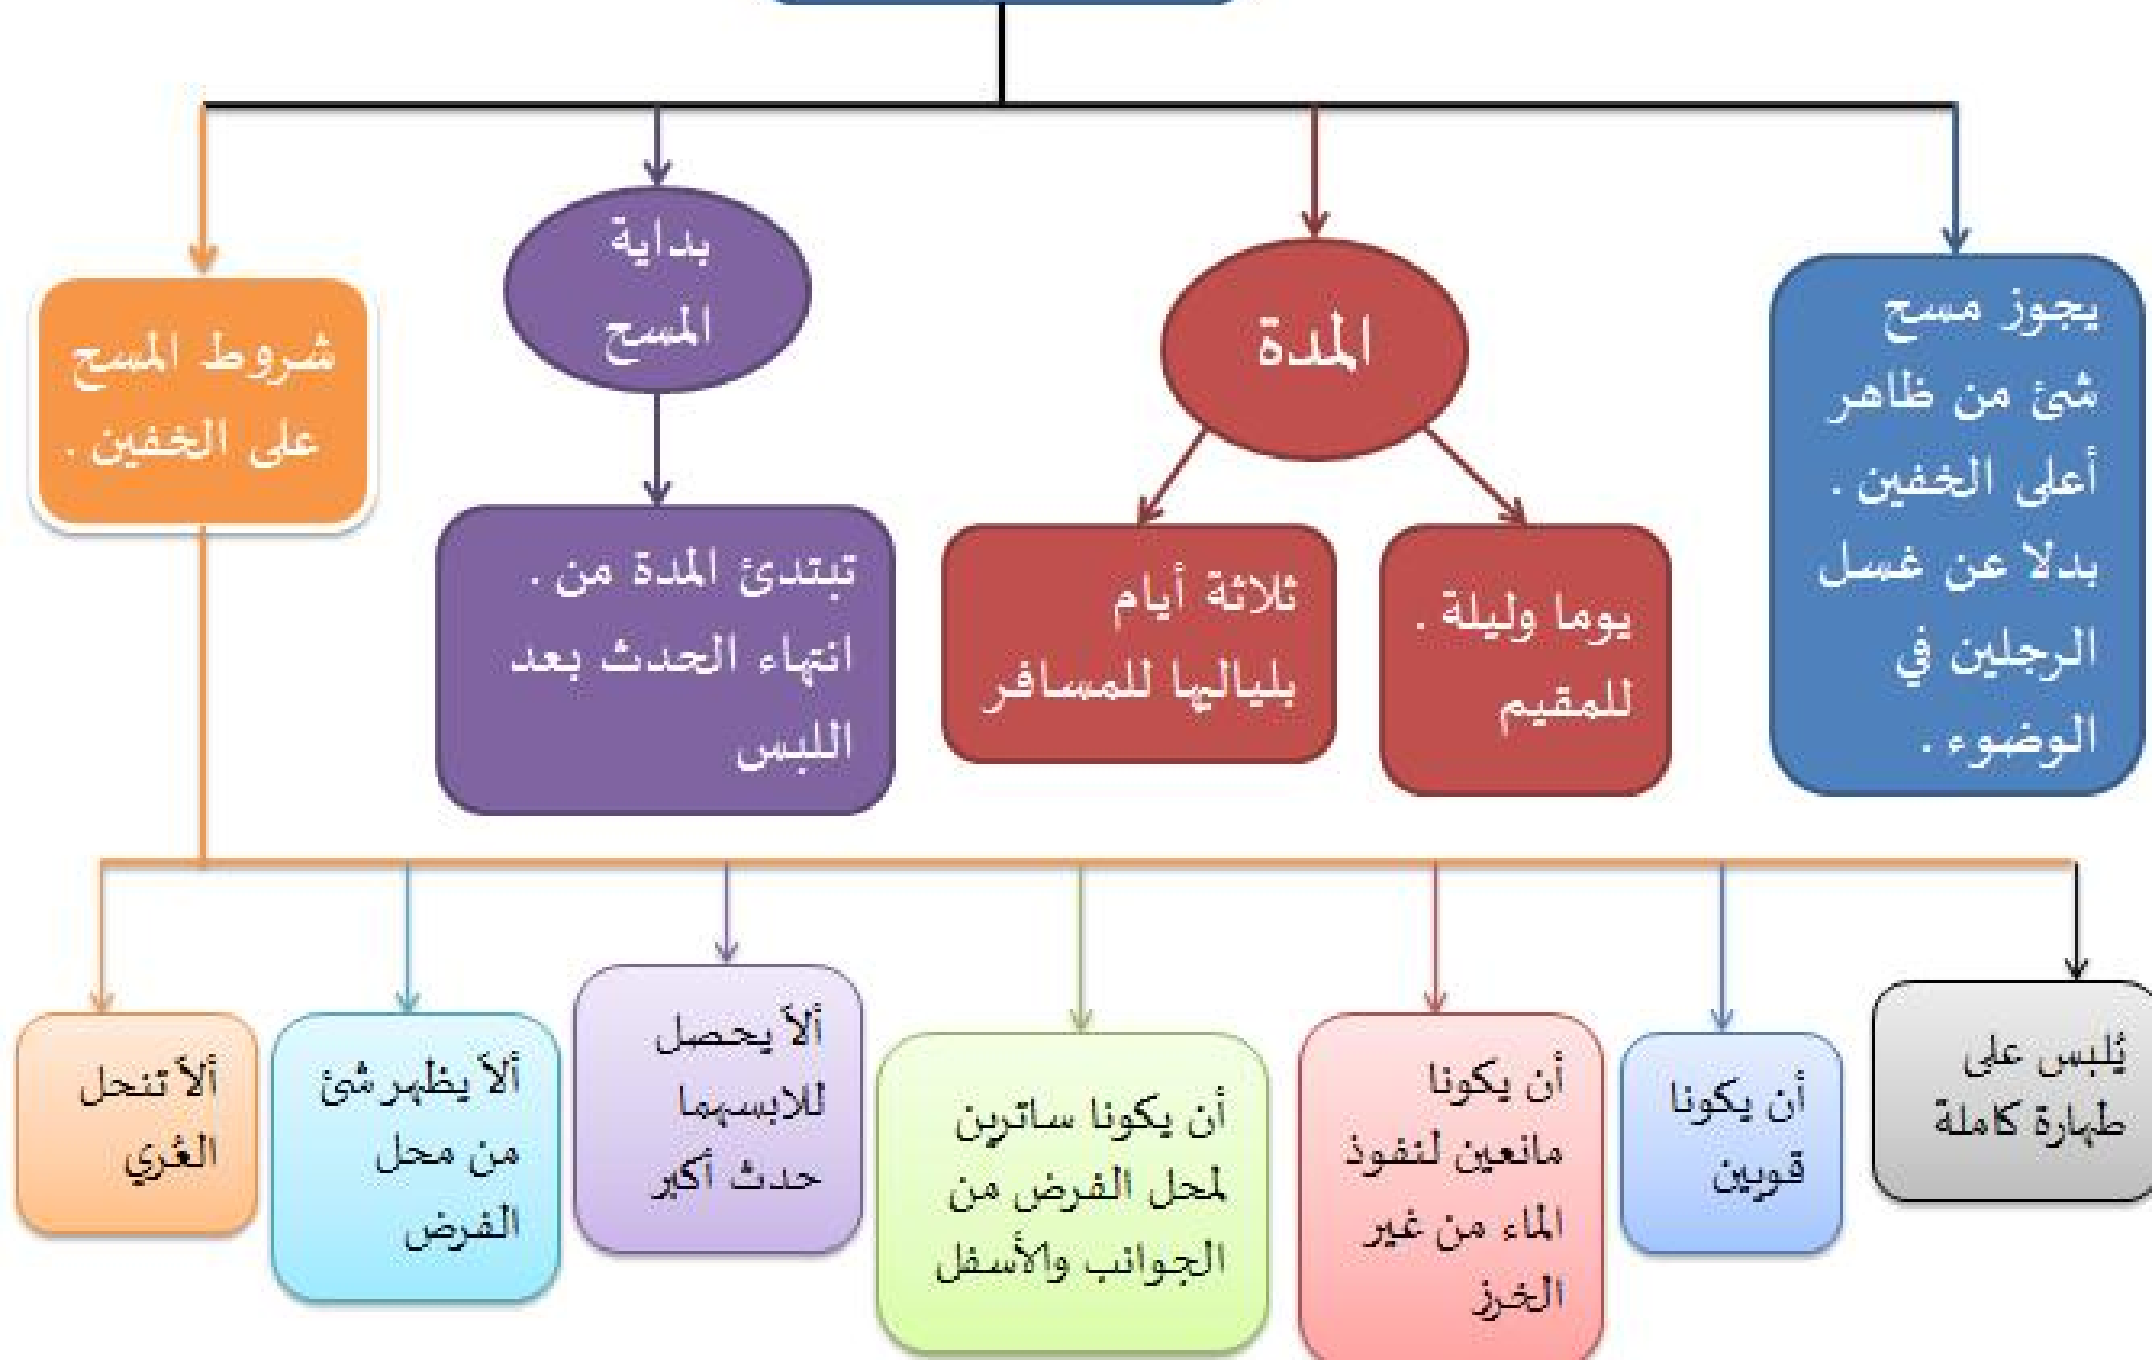 يجوز مسح
شئ من ظاهر
أعلى الخفين .
بدلا عن غسل
الرجلين في
الوضوء .
المدة
يوما وليلة .
للمقيم
ثلاثة أيام
بلياليها للمسافر
بداية
المسح
تبتدئ المدة من .
انتهاء الحدث بعد
اللبس
شروط المسح
على الخفين .
يُلبس على
طهارة كاملة
أن يكونا
قويين
أن يكونا
مانعين لنفوذ
الماء من غير
الخرز
أن يكونا ساترين
لمحل الفرض من
الجوانب والأسفل
ألاّ يحصل
للابسهما
حدث أكبر
ألاّ يظهر شئ
من محل
الفرض
ألاّ تنحل
العُري